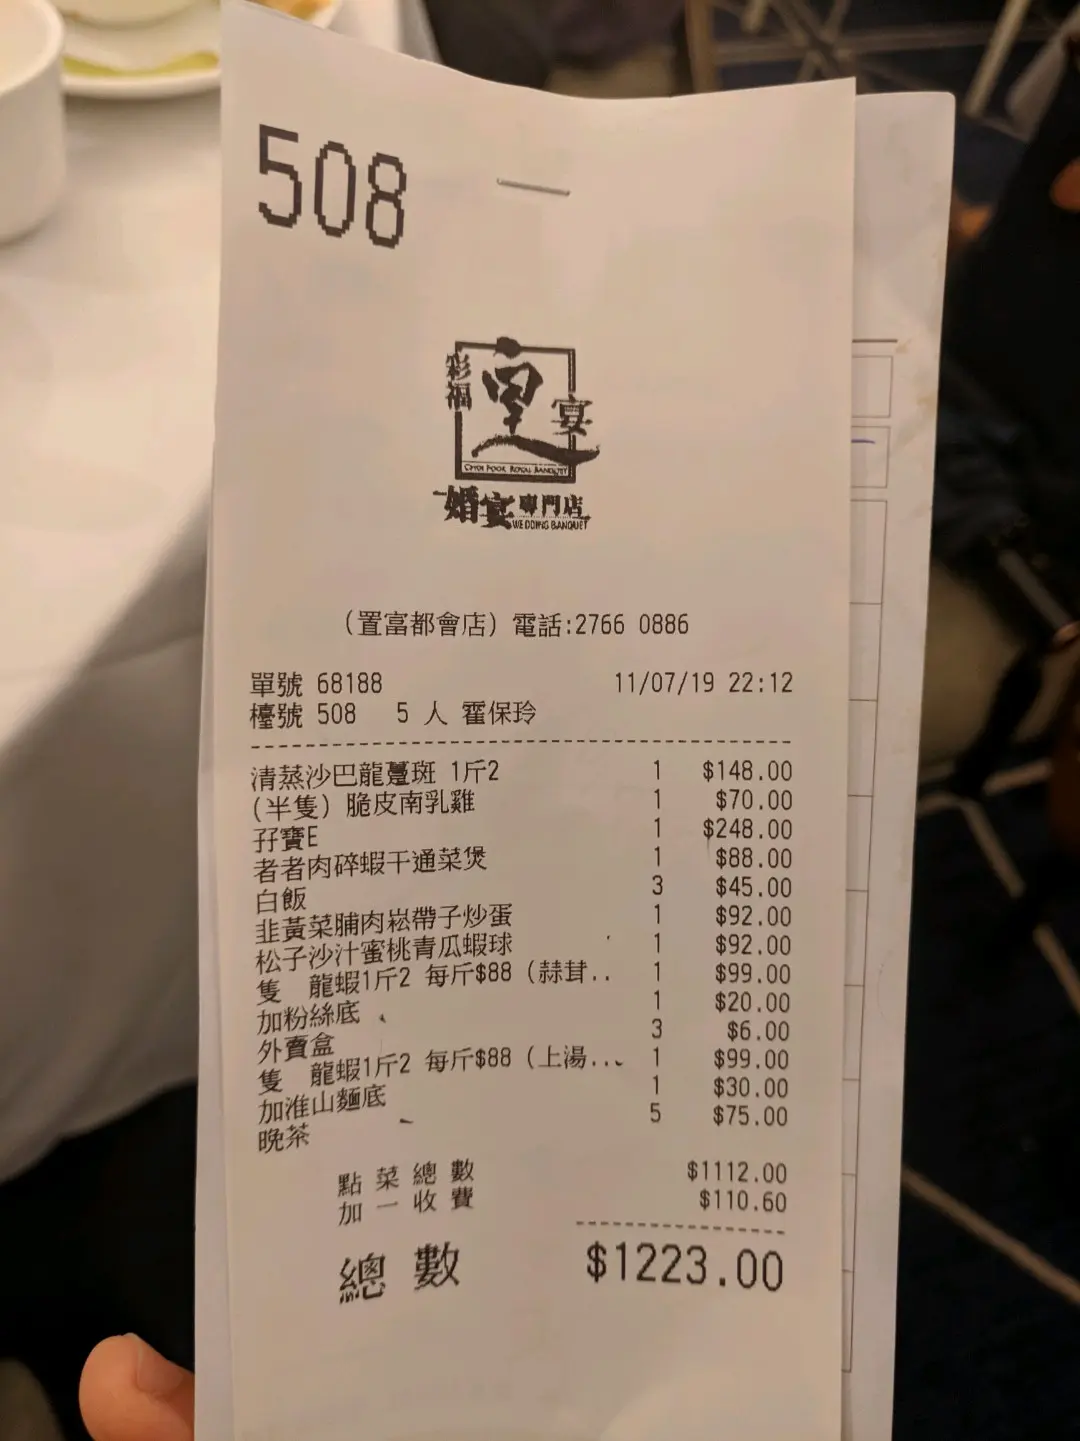 508
彩福
皇
宴
CHOI FOOK ROYAL BANQUET
婚宴專門店
WEDDING BANQUET
(置富都會店) 電話:2766 0886
單號 68188 11/07/19 22:12
檯號 508 5 人 霍保玲
清蒸沙巴龍躉斑 1斤2 1 $148.00
(半隻) 脆皮南乳雞 1 $70.00
孖寶E 1 $248.00
者者肉碎蝦干通菜煲 1 $88.00
白飯 3 $45.00
韭黃菜脯肉崧帶子炒蛋 1 $92.00
松子沙汁蜜桃青瓜蝦球 1 $92.00
隻 龍蝦1斤2 每斤$88 (蒜茸.. 1 $99.00
加粉絲底 1 $20.00
外賣盒 3 $6.00
隻 龍蝦1斤2 每斤$88 (上湯... 1 $99.00
加淮山麵底 1 $30.00
晚茶 5 $75.00
點菜總數 $1112.00
加一收費 $110.60
總數 $1223.00